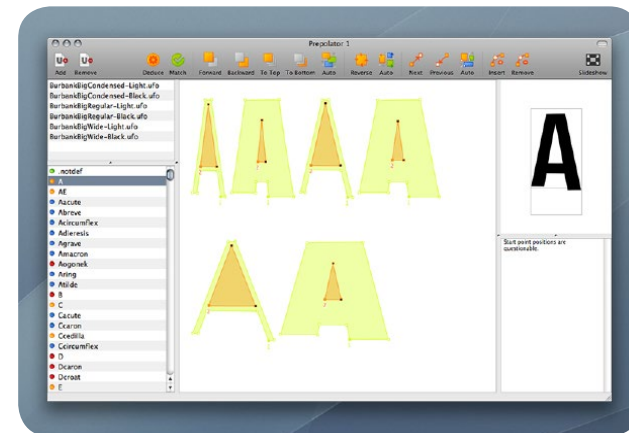 Prepolator 1
Add Remove Deduce Match Forward Backward To Top To Bottom Auto Reverse Auto Next Previous Auto Insert Remove Slideshow
BurbankBigCondensed-Light.ufo
BurbankBigCondensed-Black.ufo
BurbankBigRegular-Light.ufo
BurbankBigRegular-Black.ufo
BurbankBigWide-Light.ufo
BurbankBigWide-Black.ufo
.notdef
A
AE
Aacute
Abreve
Acircumflex
Adieresis
Agrave
Amacron
Aogonek
Aring
Atilde
B
C
Cacute
Ccaron
Ccedilla
Ccircumflex
D
Dcaron
Dcroat
E
A A A A
A A
A
Start point positions are
questionable.